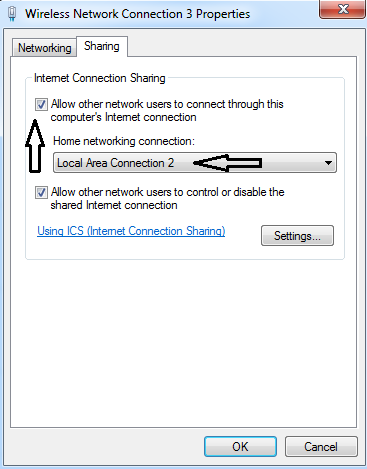 Wireless Network Connection 3 Properties
Networking
Sharing
Internet Connection Sharing
Allow other network users to connect through this
computer's Internet connection
Home networking connection:
Local Area Connection 2
Allow other network users to control or disable the
shared Internet connection
Using ICS (Internet Connection Sharing)
Settings...
OK
Cancel